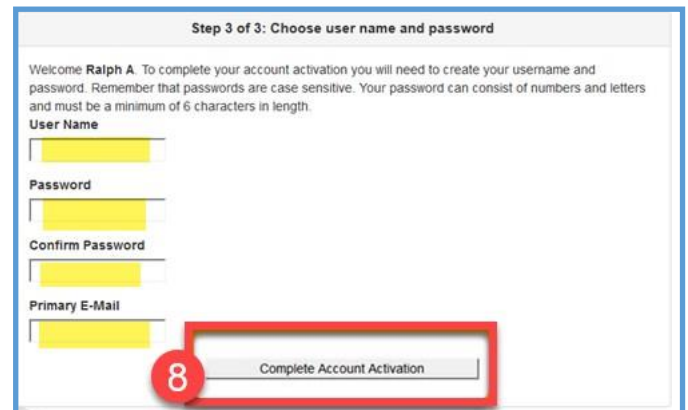 Step 3 of 3: Choose user name and password
Welcome Ralph A. To complete your account activation you will need to create your username and
password. Remember that passwords are case sensitive. Your password can consist of numbers and letters
and must be a minimum of 6 characters in length.
User Name
Password
Confirm Password
Primary E-Mail
8
Complete Account Activation